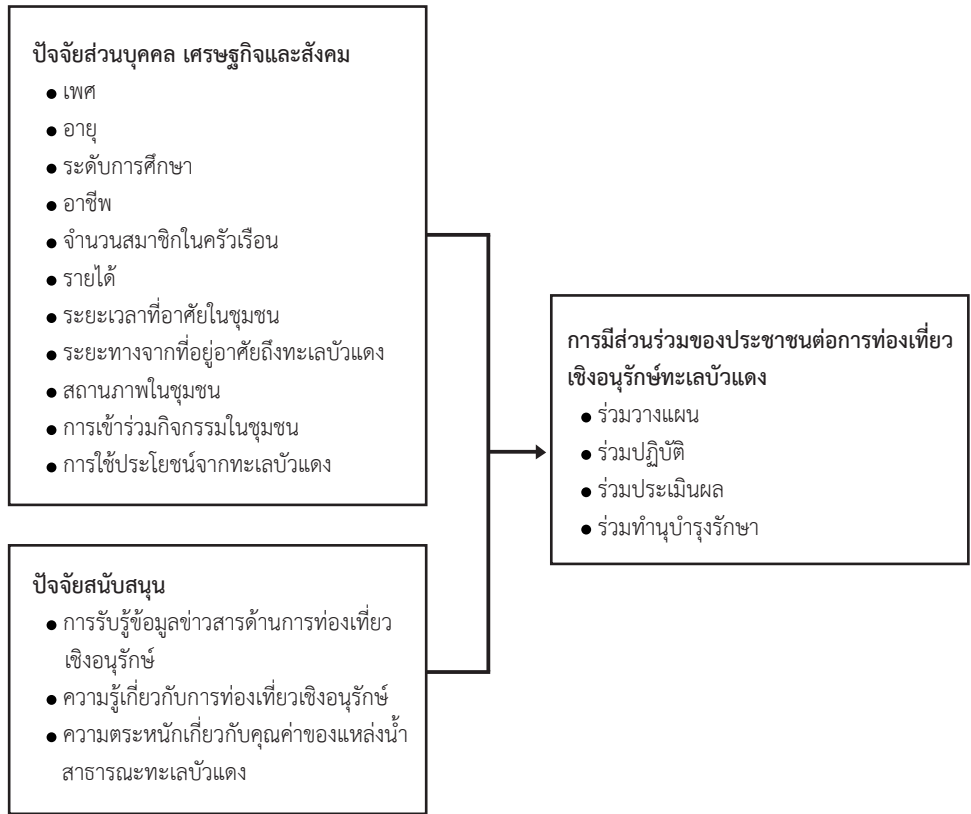 ปัจจัยส่วนบุคคล เศรษฐกิจและสังคม
● เพศ
● อายุ
● ระดับการศึกษา
● อาชีพ
● จำนวนสมาชิกในครัวเรือน
● รายได้
● ระยะเวลาที่อาศัยในชุมชน
● ระยะทางจากที่อยู่อาศัยถึงทะเลบัวแดง
● สถานภาพในชุมชน
● การเข้าร่วมกิจกรรมในชุมชน
● การใช้ประโยชน์จากทะเลบัวแดง
ปัจจัยสนับสนุน
● การรับรู้ข้อมูลข่าวสารด้านการท่องเที่ยว
เชิงอนุรักษ์
● ความรู้เกี่ยวกับการท่องเที่ยวเชิงอนุรักษ์
● ความตระหนักเกี่ยวกับคุณค่าของแหล่งน้ำ
สาธารณะทะเลบัวแดง
การมีส่วนร่วมของประชาชนต่อการท่องเที่ยว
เชิงอนุรักษ์ทะเลบัวแดง
● ร่วมวางแผน
● ร่วมปฏิบัติ
● ร่วมประเมินผล
● ร่วมทำนุบำรุงรักษา